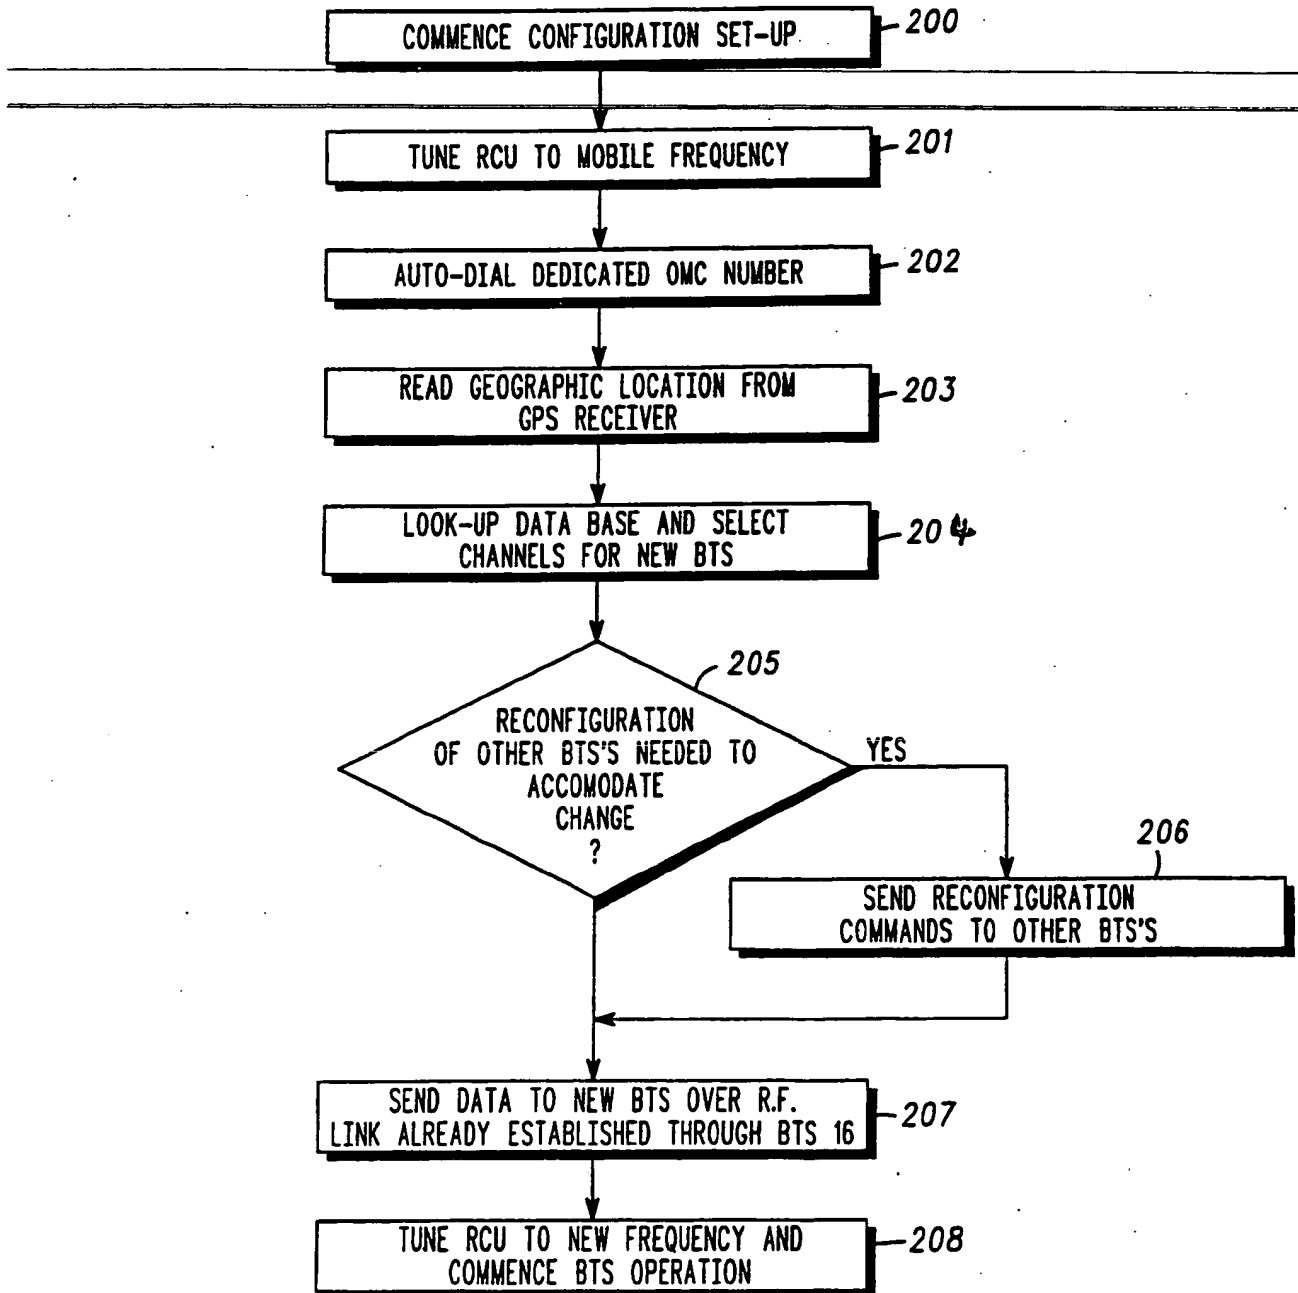 COMMENCE CONFIGURATION SET-UP
200
TUNE RCU TO MOBILE FREQUENCY
201
AUTO-DIAL DEDICATED OMC NUMBER
202
READ GEOGRAPHIC LOCATION FROM
GPS RECEIVER
203
LOOK-UP DATA BASE AND SELECT
CHANNELS FOR NEW BTS
204
205
RECONFIGURATION
OF OTHER BTS'S NEEDED TO
ACCOMODATE
CHANGE
?
YES
206
SEND RECONFIGURATION
COMMANDS TO OTHER BTS'S
SEND DATA TO NEW BTS OVER R.F.
LINK ALREADY ESTABLISHED THROUGH BTS 16
207
TUNE RCU TO NEW FREQUENCY AND
COMMENCE BTS OPERATION
208